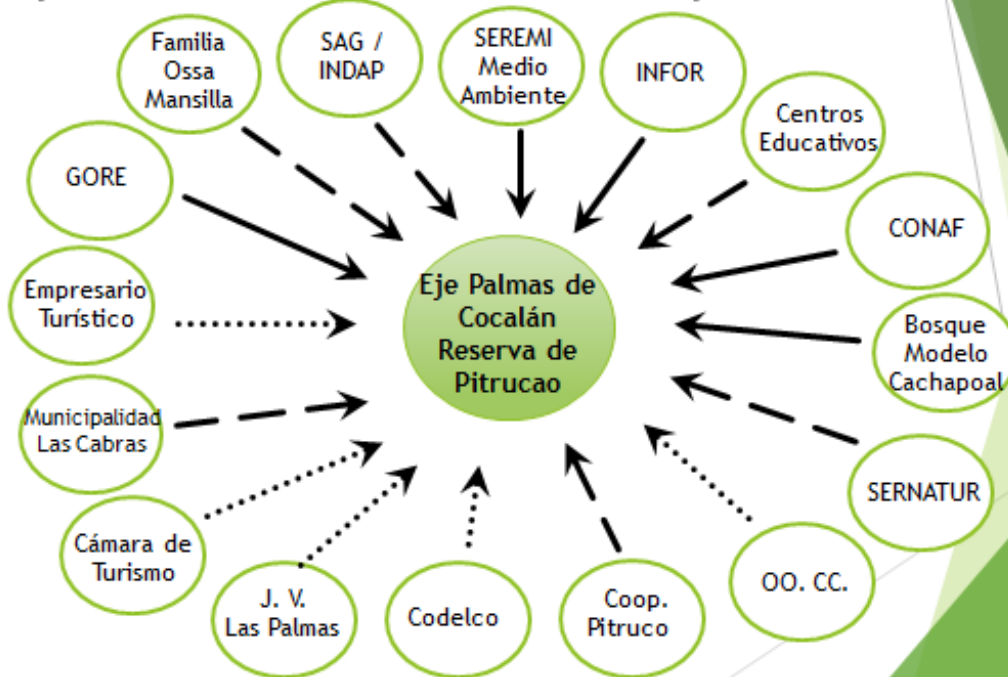 Familia
Ossa
Mansilla
SAG /
INDAP
SEREMI
Medio
Ambiente
INFOR
Centros
Educativos
GORE
CONAF
Empresario
Turístico
Eje Palmas de
Cocalán
Reserva de
Pitrucao
Bosque
Modelo
Cachapoal
Municipalidad
Las Cabras
SERNATUR
Cámara de
Turismo
J. V.
Las Palmas
Codelco
Coop.
Pitruco
OO. CC.